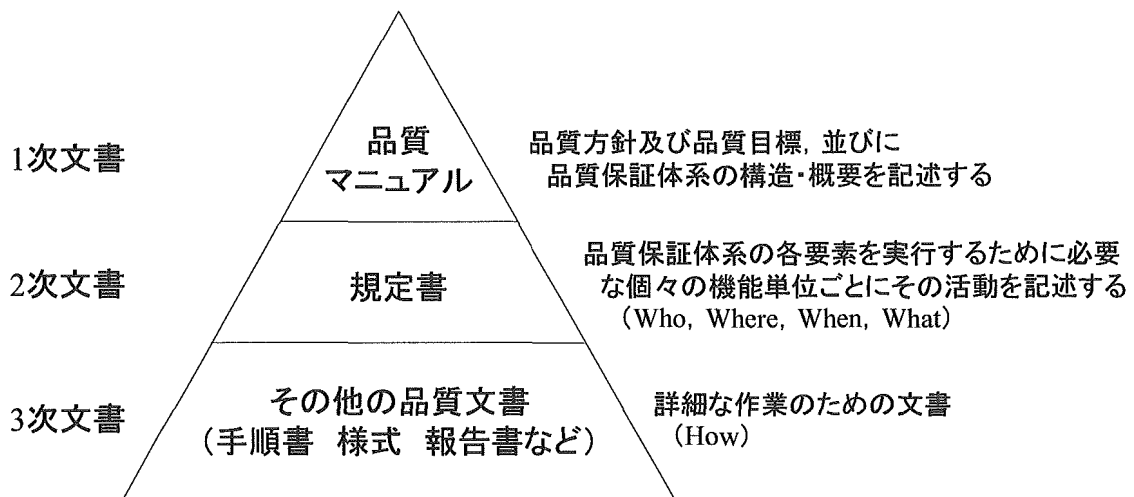 1次文書
品質
マニュアル
品質方針及び品質目標, 並びに
品質保証体系の構造・概要を記述する
2次文書
規定書
品質保証体系の各要素を実行するために必要
な個々の機能単位ごとにその活動を記述する
(Who, Where, When, What)
3次文書
その他の品質文書
(手順書 様式 報告書など)
詳細な作業のための文書
(How)